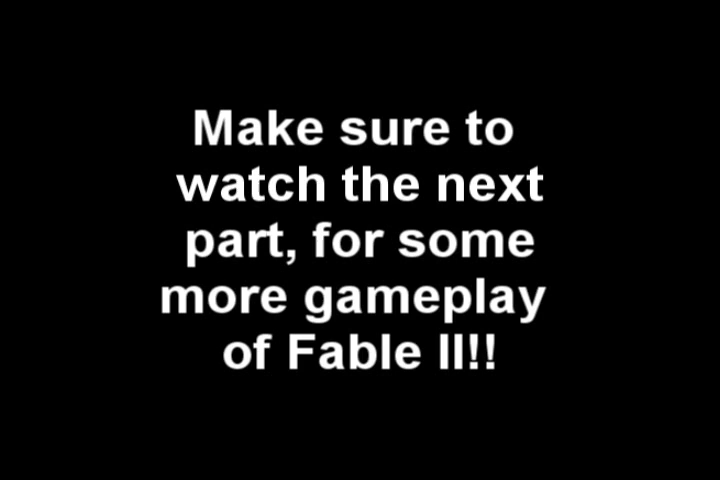 Make sure to
watch the next
part, for some
more gameplay
of Fable II!!